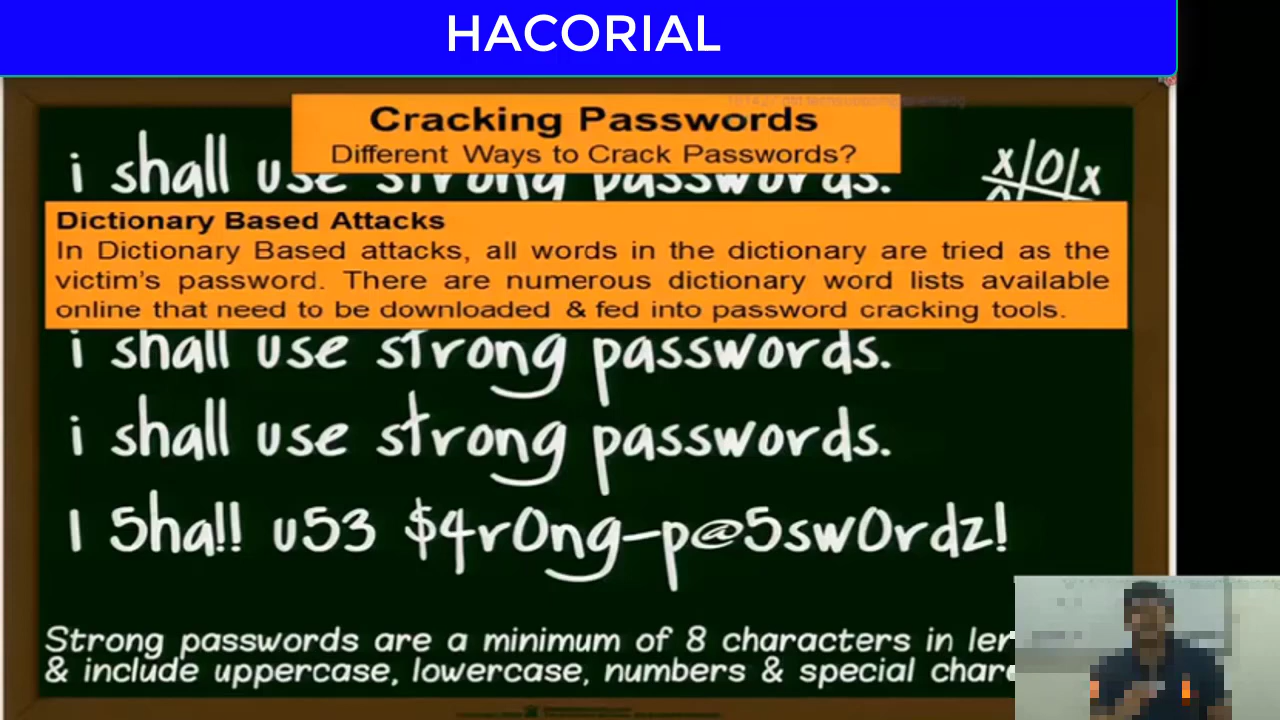 HACORIAL
Cracking Passwords
Different Ways to Crack Passwords?
i shall use strong passwords.
x/O/x
Dictionary Based Attacks
In Dictionary Based attacks, all words in the dictionary are tried as the
victim's password. There are numerous dictionary word lists available
online that need to be downloaded & fed into password cracking tools.
i shall use strong passwords.
i shall use strong passwords.
I 5ha!! u53 $4r0ng-p@5sw0rdz!
Strong passwords are a minimum of 8 characters in
& include uppercase, lowercase, numbers & special